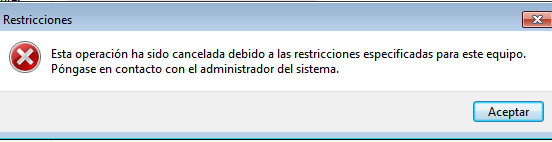 Restricciones
Esta operación ha sido cancelada debido a las restricciones especificadas para este equipo.
Póngase en contacto con el administrador del sistema.
Aceptar